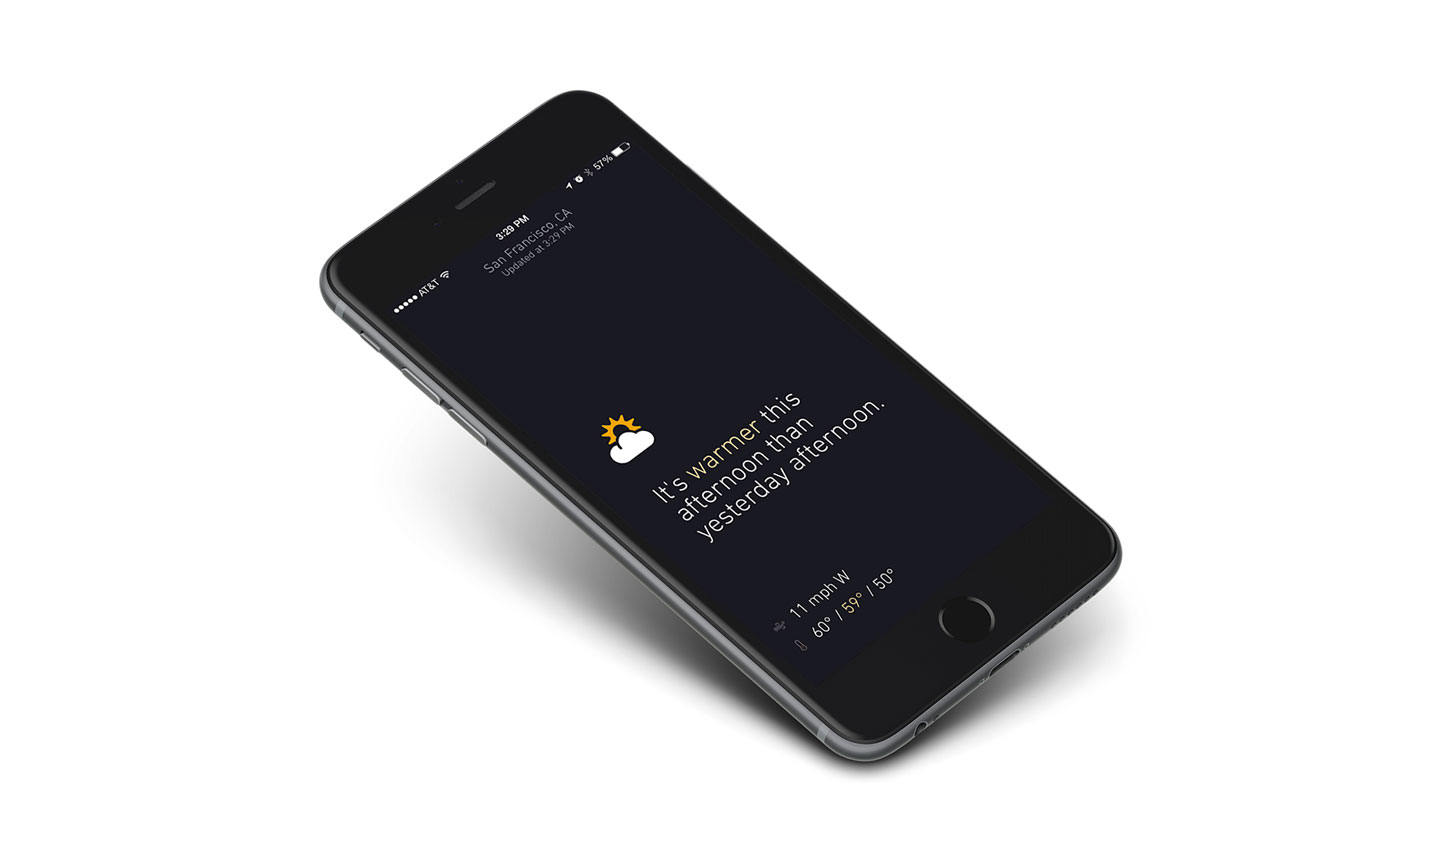 ●●●●● AT&T 3:29 PM 57%
San Francisco, CA
Updated at 3:29 PM
It's warmer this
afternoon than
yesterday afternoon.
11 mph W
60° / 59° / 50°